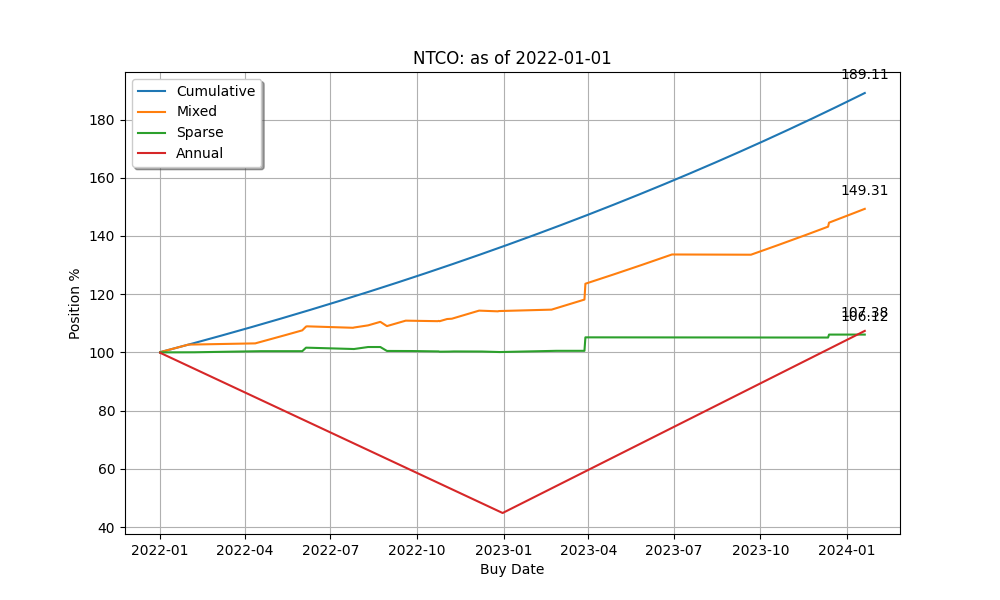 NTCO: as of 2022-01-01
189.11
Cumulative
Mixed
Sparse
Annual
180
160
149.31
140
120
107.38
106.12
100
80
60
40
Position %
2022-01 2022-04 2022-07 2022-10 2023-01 2023-04 2023-07 2023-10 2024-01
Buy Date